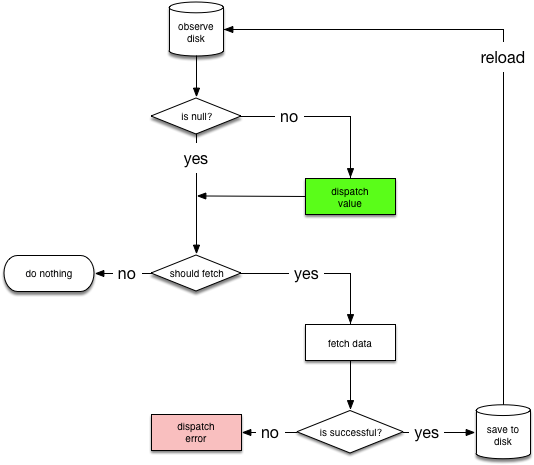 observe
disk
reload
is null?
no
yes
dispatch
value
do nothing
no
should fetch
yes
fetch data
dispatch
error
no
is successful?
yes
save to
disk